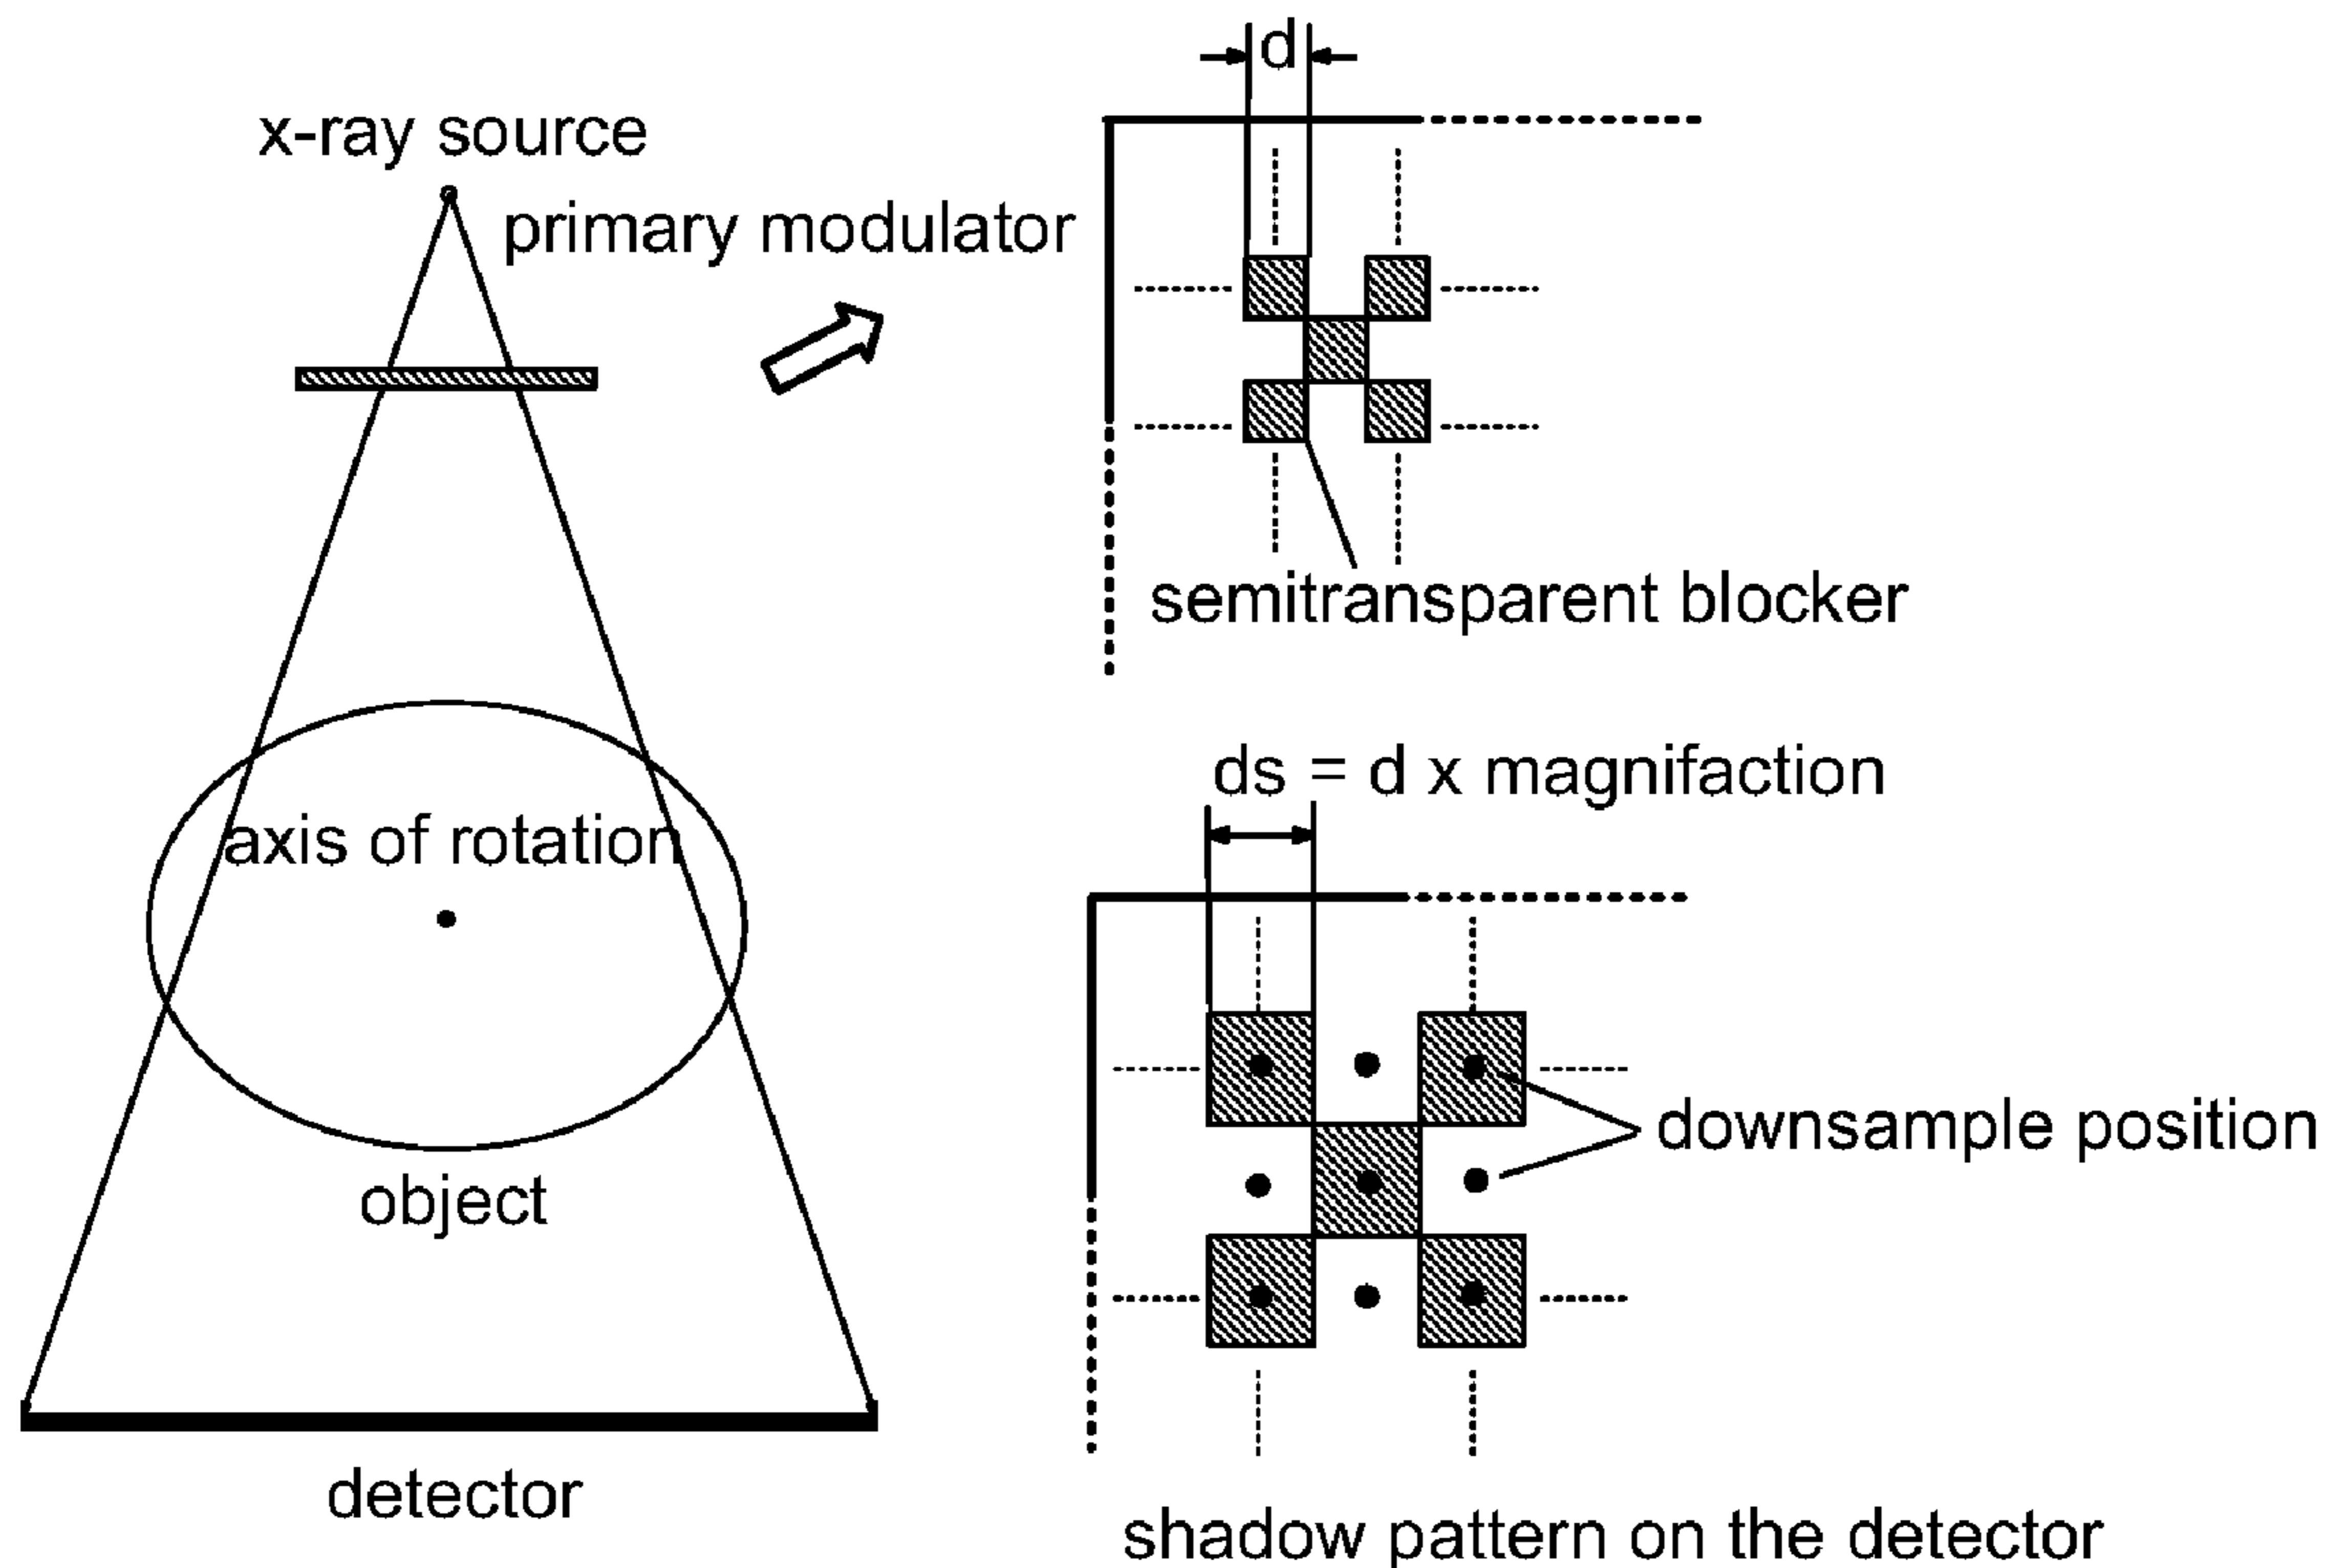 x-ray source
primary modulator
d
semitransparent blocker
axis of rotation
object
detector
ds = d x magnifaction
downsample position
shadow pattern on the detector